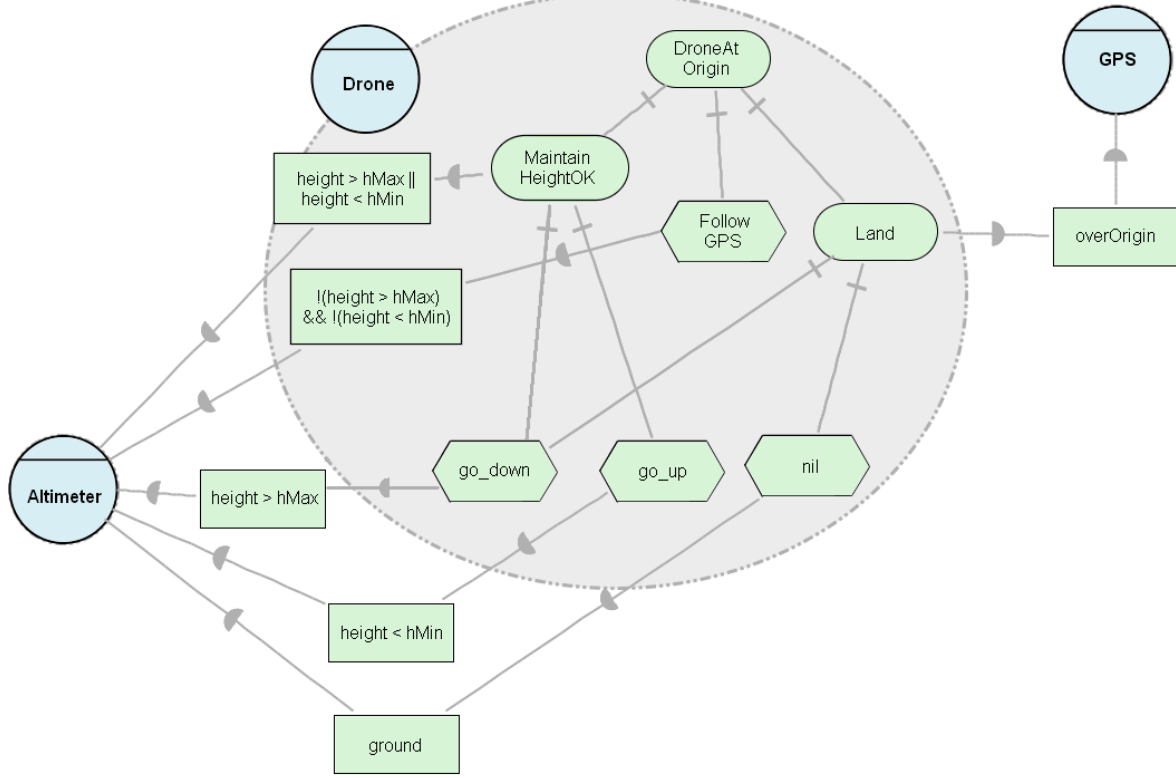 DroneAt
Origin
GPS
Drone
Maintain
HeightOK
height > hMax ||
height < hMin
Follow
GPS
Land
overOrigin
!(height > hMax)
&& !(height < hMin)
go_down
go_up
nil
Altimeter
height > hMax
height < hMin
ground